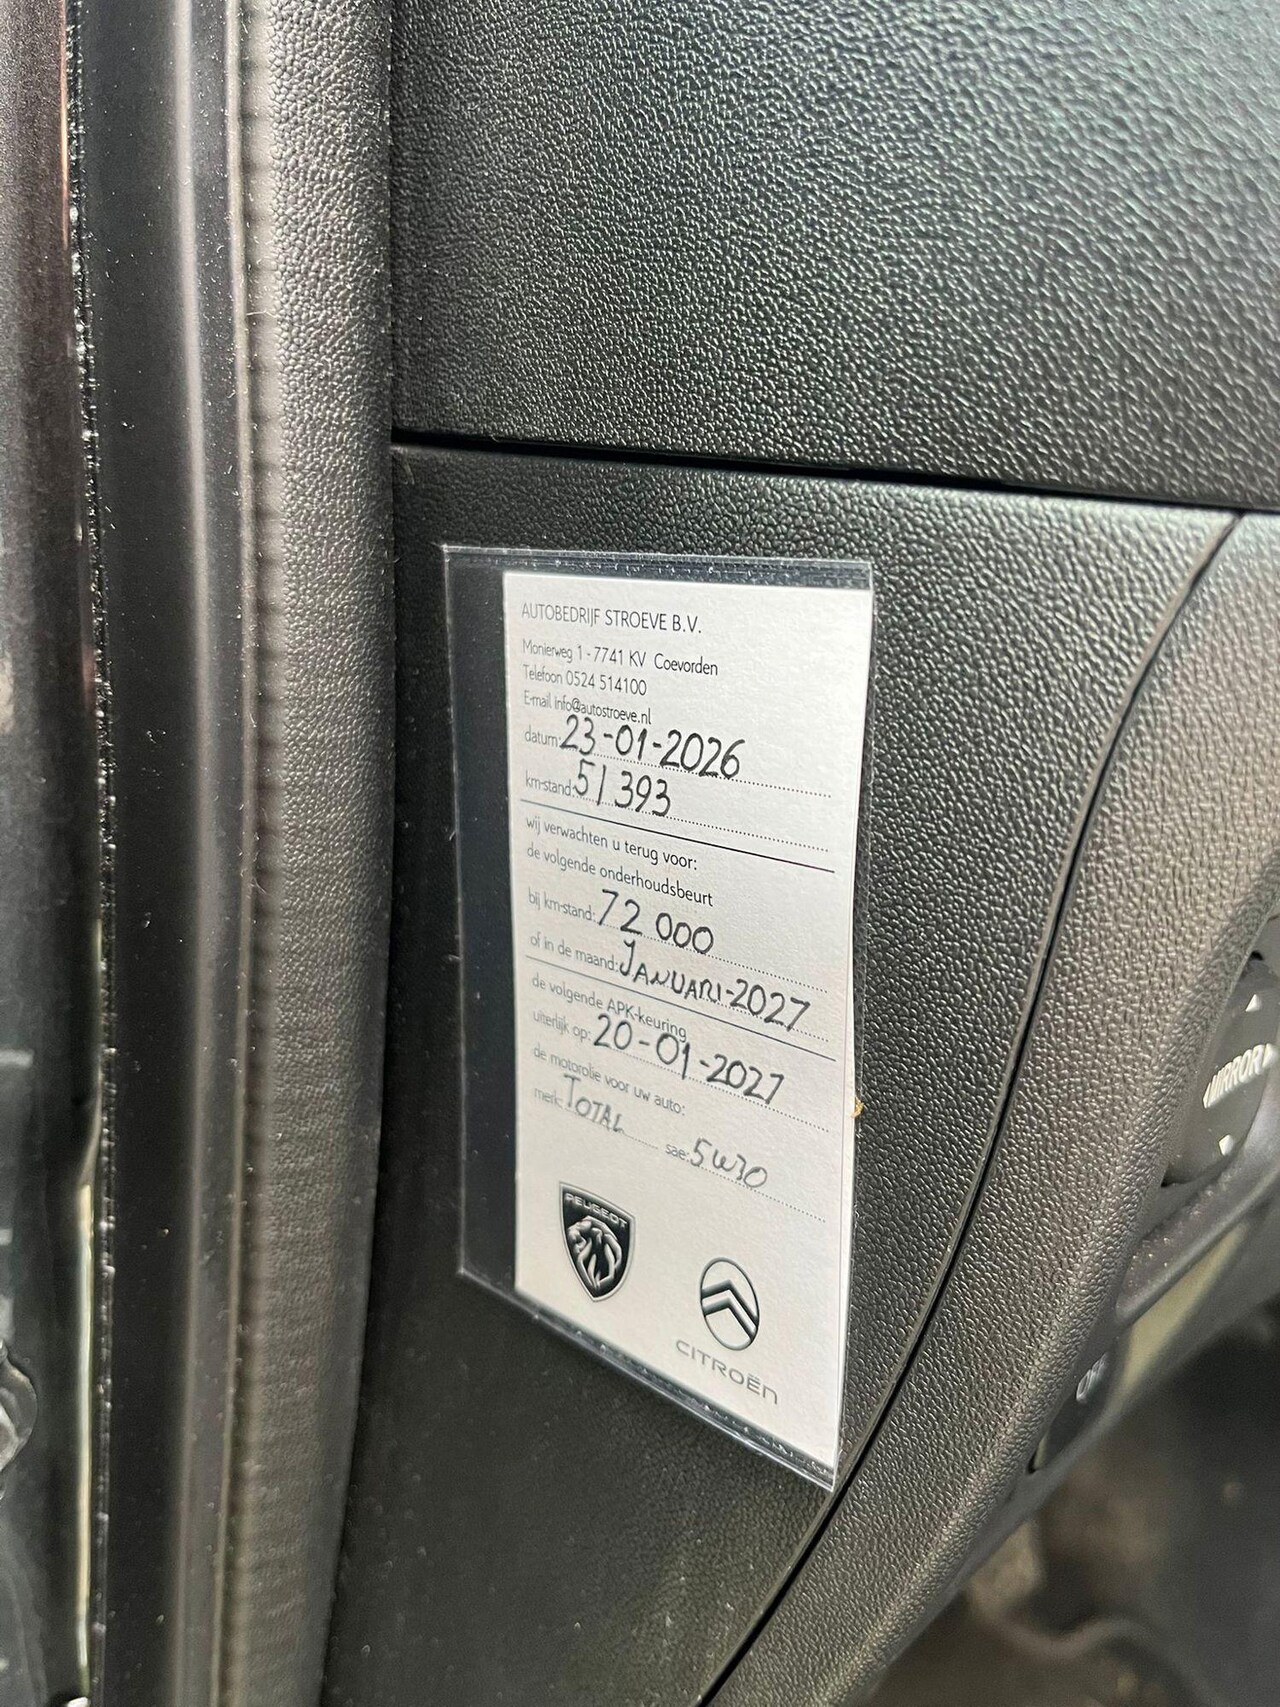 AUTOBEDRIJF STROEVE B.V.
Monierweg 1 - 7741 KV Coevorden
Telefoon 0524 514100
E-mail info@autostroeve.nl
datum: 23-01-2026
km-stand: 51393
wij verwachten u terug voor:
de volgende onderhoudsbeurt
bij km-stand: 72 000
of in de maand: JANUARI-2027
de volgende APK-keuring
uiterlijk op: 20-01-2027
de motorolie voor uw auto:
merk: TOTAL sae: 5W30
PEUGEOT
CITROËN
MIRROR